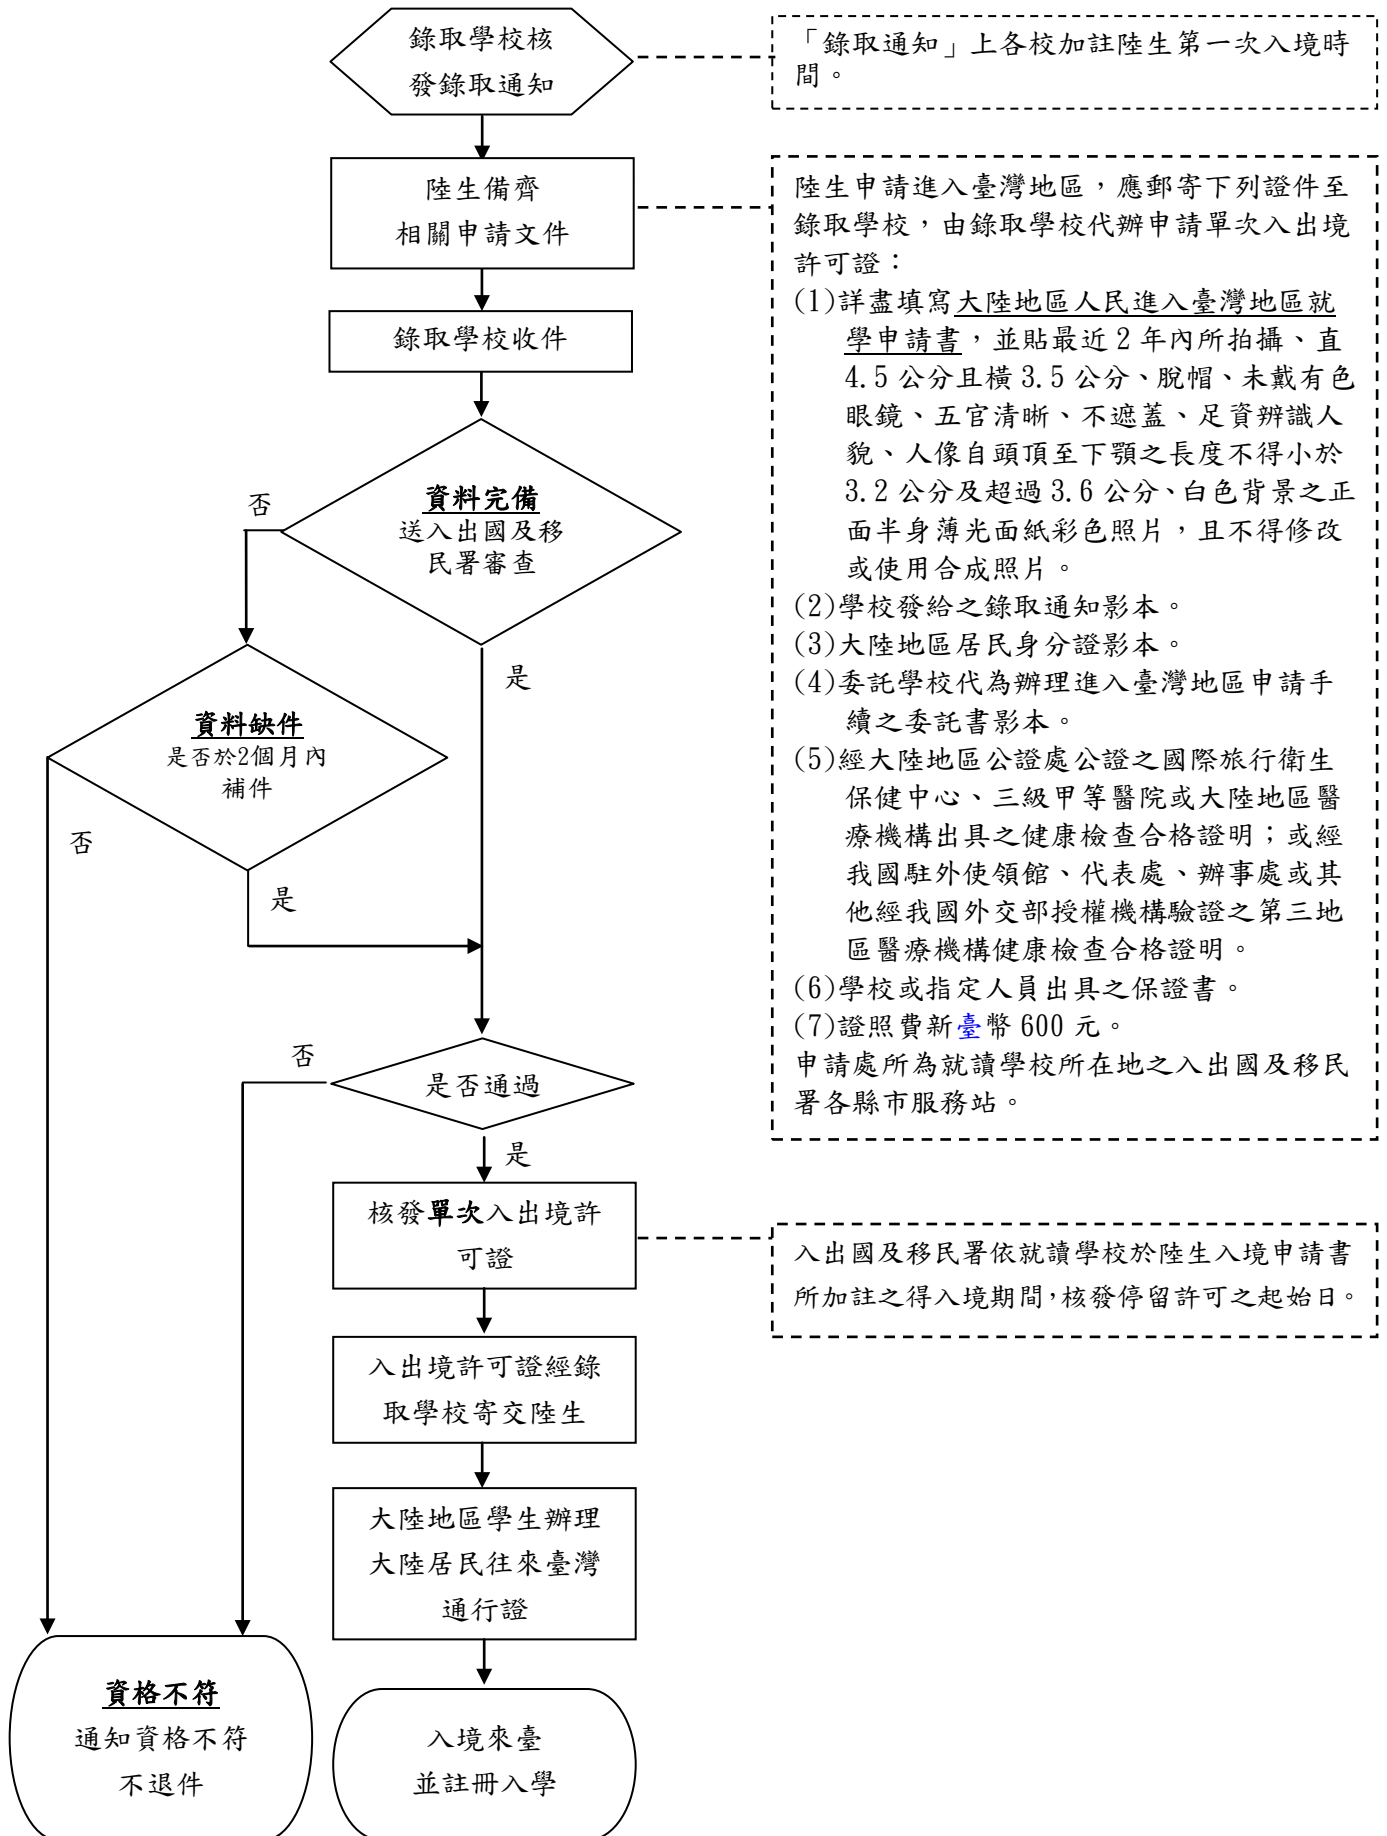 錄取學校核
發錄取通知
「錄取通知」上各校加註陸生第一次入境時
間。
陸生備齊
相關申請文件
陸生申請進入臺灣地區，應郵寄下列證件至
錄取學校，由錄取學校代辦申請單次入出境
許可證：
(1)詳盡填寫大陸地區人民進入臺灣地區就
學申請書，並貼最近 2 年內所拍攝、直
4.5 公分且橫 3.5 公分、脫帽、未戴有色
眼鏡、五官清晰、不遮蓋、足資辨識人
貌、人像自頭頂至下顎之長度不得小於
3.2 公分及超過 3.6 公分、白色背景之正
面半身薄光面紙彩色照片，且不得修改
或使用合成照片。
(2)學校發給之錄取通知影本。
(3)大陸地區居民身分證影本。
(4)委託學校代為辦理進入臺灣地區申請手
續之委託書影本。
(5)經大陸地區公證處公證之國際旅行衛生
保健中心、三級甲等醫院或大陸地區醫
療機構出具之健康檢查合格證明；或經
我國駐外使領館、代表處、辦事處或其
他經我國外交部授權機構驗證之第三地
區醫療機構健康檢查合格證明。
(6)學校或指定人員出具之保證書。
(7)證照費新臺幣 600 元。
申請處所為就讀學校所在地之入出國及移民
署各縣市服務站。
錄取學校收件
資料完備
送入出國及移
民署審查
否
是
資料缺件
是否於2個月內
補件
否
是
是否通過
否
是
核發單次入出境許
可證
入出國及移民署依就讀學校於陸生入境申請書
所加註之得入境期間，核發停留許可之起始日。
入出境許可證經錄
取學校寄交陸生
大陸地區學生辦理
大陸居民往來臺灣
通行證
資格不符
通知資格不符
不退件
入境來臺
並註冊入學